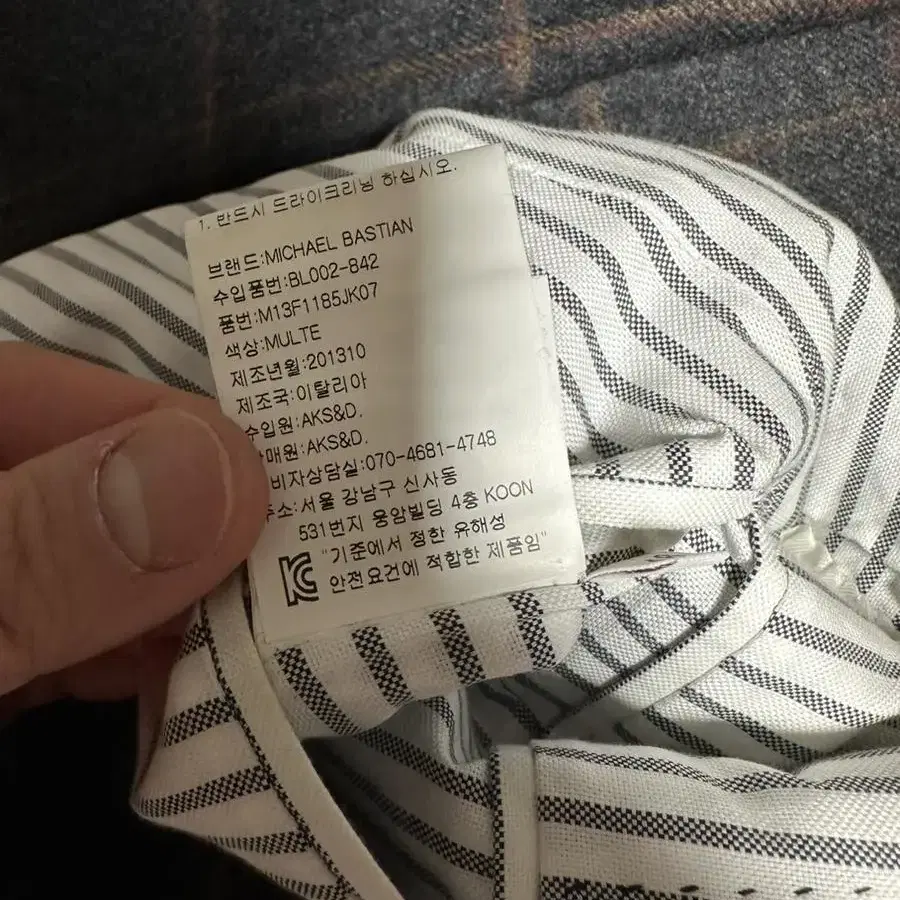 1. 반드시 드라이크리닝 하십시오.
브랜드:MICHAEL BASTIAN
수입품번:BL002-842
품번:M13F1185JK07
색상:MULTE
제조년월:201310
제조국:이탈리아
수입원:AKS&D.
매원:AKS&D.
비자상담실:070-4681-4748
주소:서울 강남구 신사동
531번지 웅암빌딩 4층 KOON
"기준에서 정한 유해성
안전요건에 적합한 제품임"